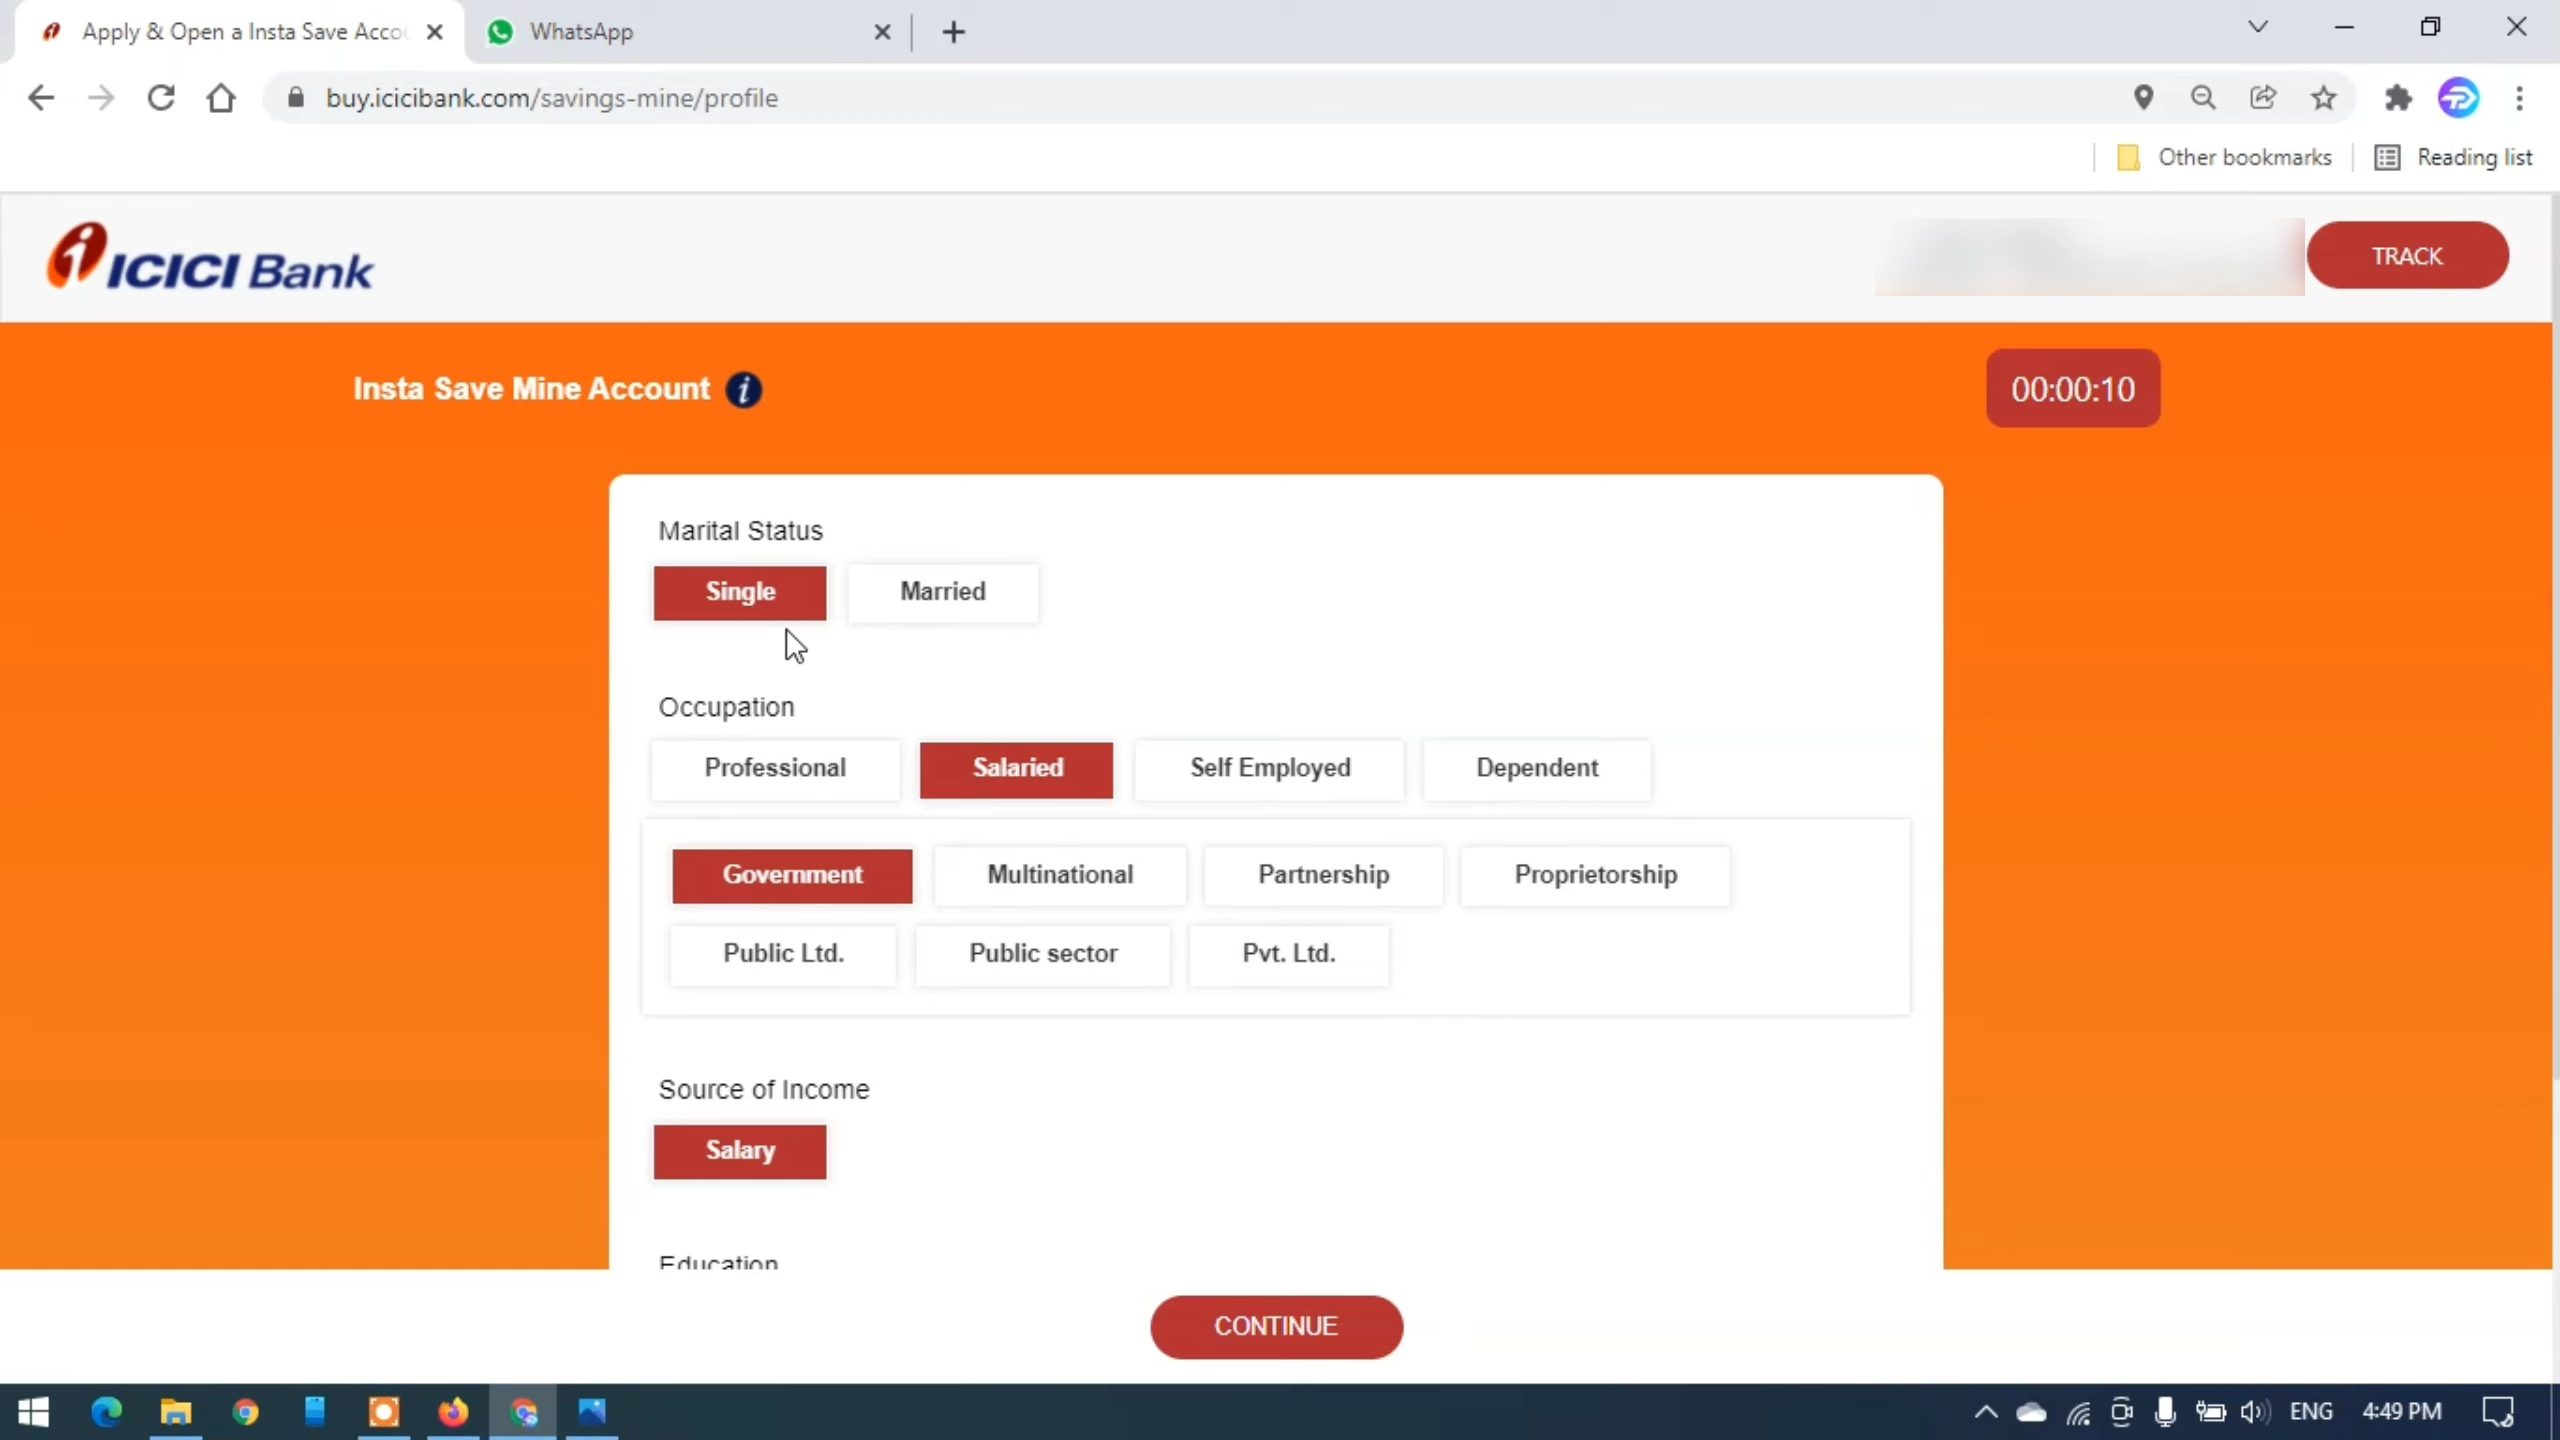 Apply & Open a Insta Save Acco
WhatsApp
buy.icicibank.com/savings-mine/profile
Other bookmarks
Reading list
ICICI Bank
TRACK
Insta Save Mine Account
00:00:10
Marital Status
Single
Married
Occupation
Professional
Salaried
Self Employed
Dependent
Government
Multinational
Partnership
Proprietorship
Public Ltd.
Public sector
Pvt. Ltd.
Source of Income
Salary
Education
CONTINUE
ENG
4:49 PM